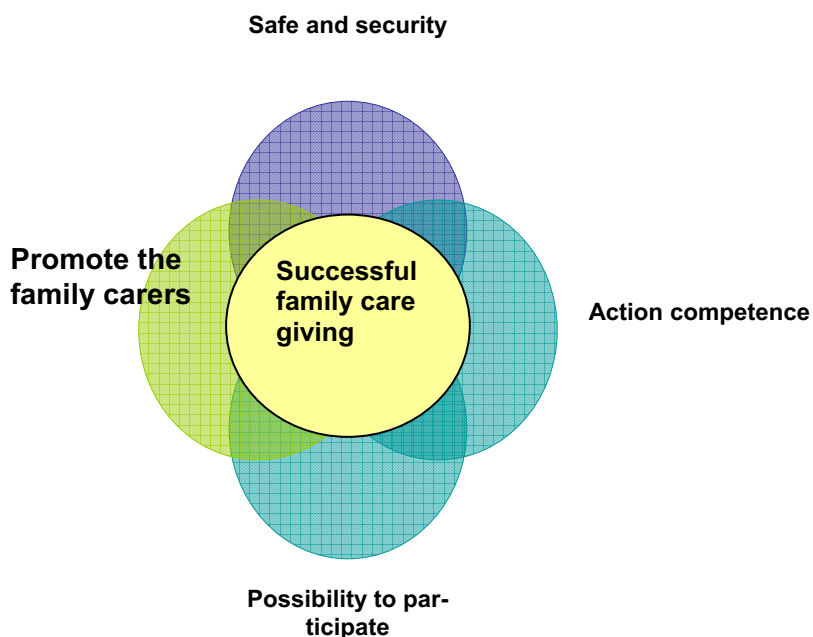 Safe and security
Promote the
family carers
Successful
family care
giving
Action competence
Possibility to par-
ticipate